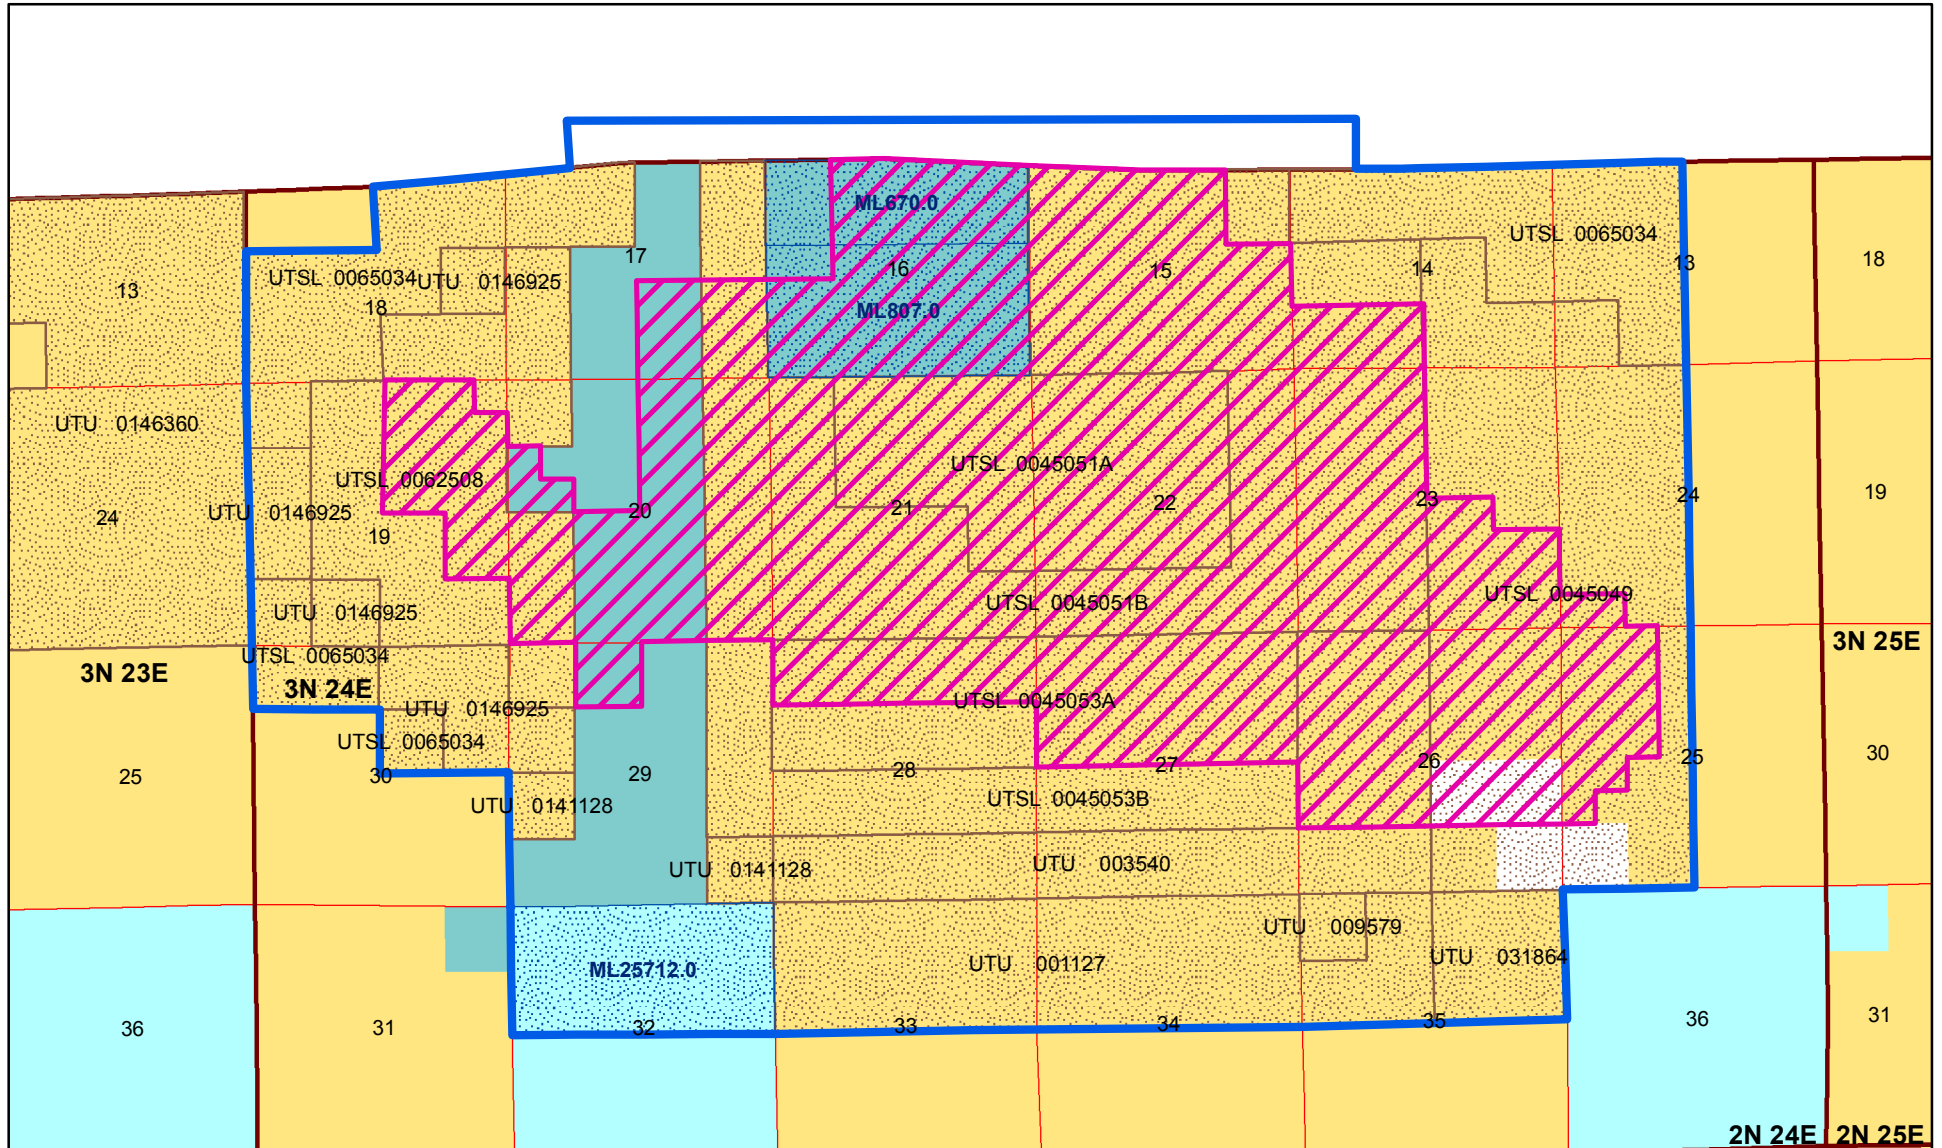 ML670.0
UTSL 0065034
17
18
16
15
14
13
UTSL 0065034
UTU 0146925
13
18
ML807.0
UTU 0146360
UTSL 0045051A
UTSL 0062508
24
19
24
UTU 0146925
20
21
22
23
19
UTSL 0045049
UTU 0146925
UTSL 0045051B
3N 25E
UTSL 0065034
3N 23E
3N 24E
UTSL 0045053A
UTU 0146925
UTSL 0065034
25
30
29
28
27
26
25
30
UTU 0141128
UTSL 0045053B
UTU 0141128
UTU 003540
UTU 009579
UTU 031864
UTU 001127
ML25712.0
36
31
32
33
34
35
36
31
2N 24E
2N 25E